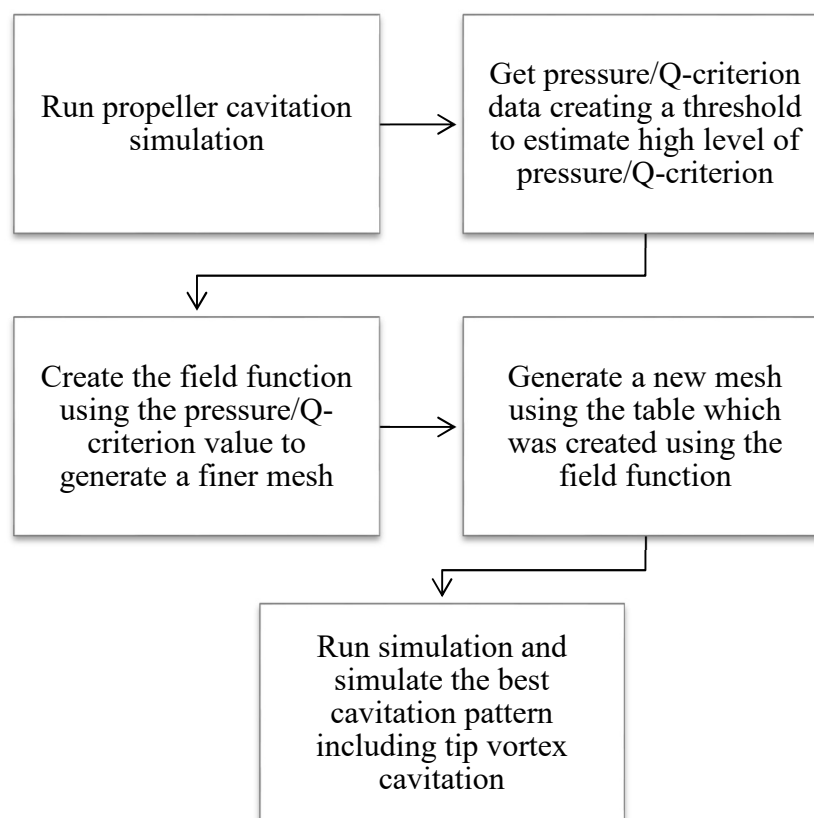 Run propeller cavitation
simulation
Get pressure/Q-criterion
data creating a threshold
to estimate high level of
pressure/Q-criterion
Create the field function
using the pressure/Q-
criterion value to
generate a finer mesh
Generate a new mesh
using the table which
was created using the
field function
Run simulation and
simulate the best
cavitation pattern
including tip vortex
cavitation